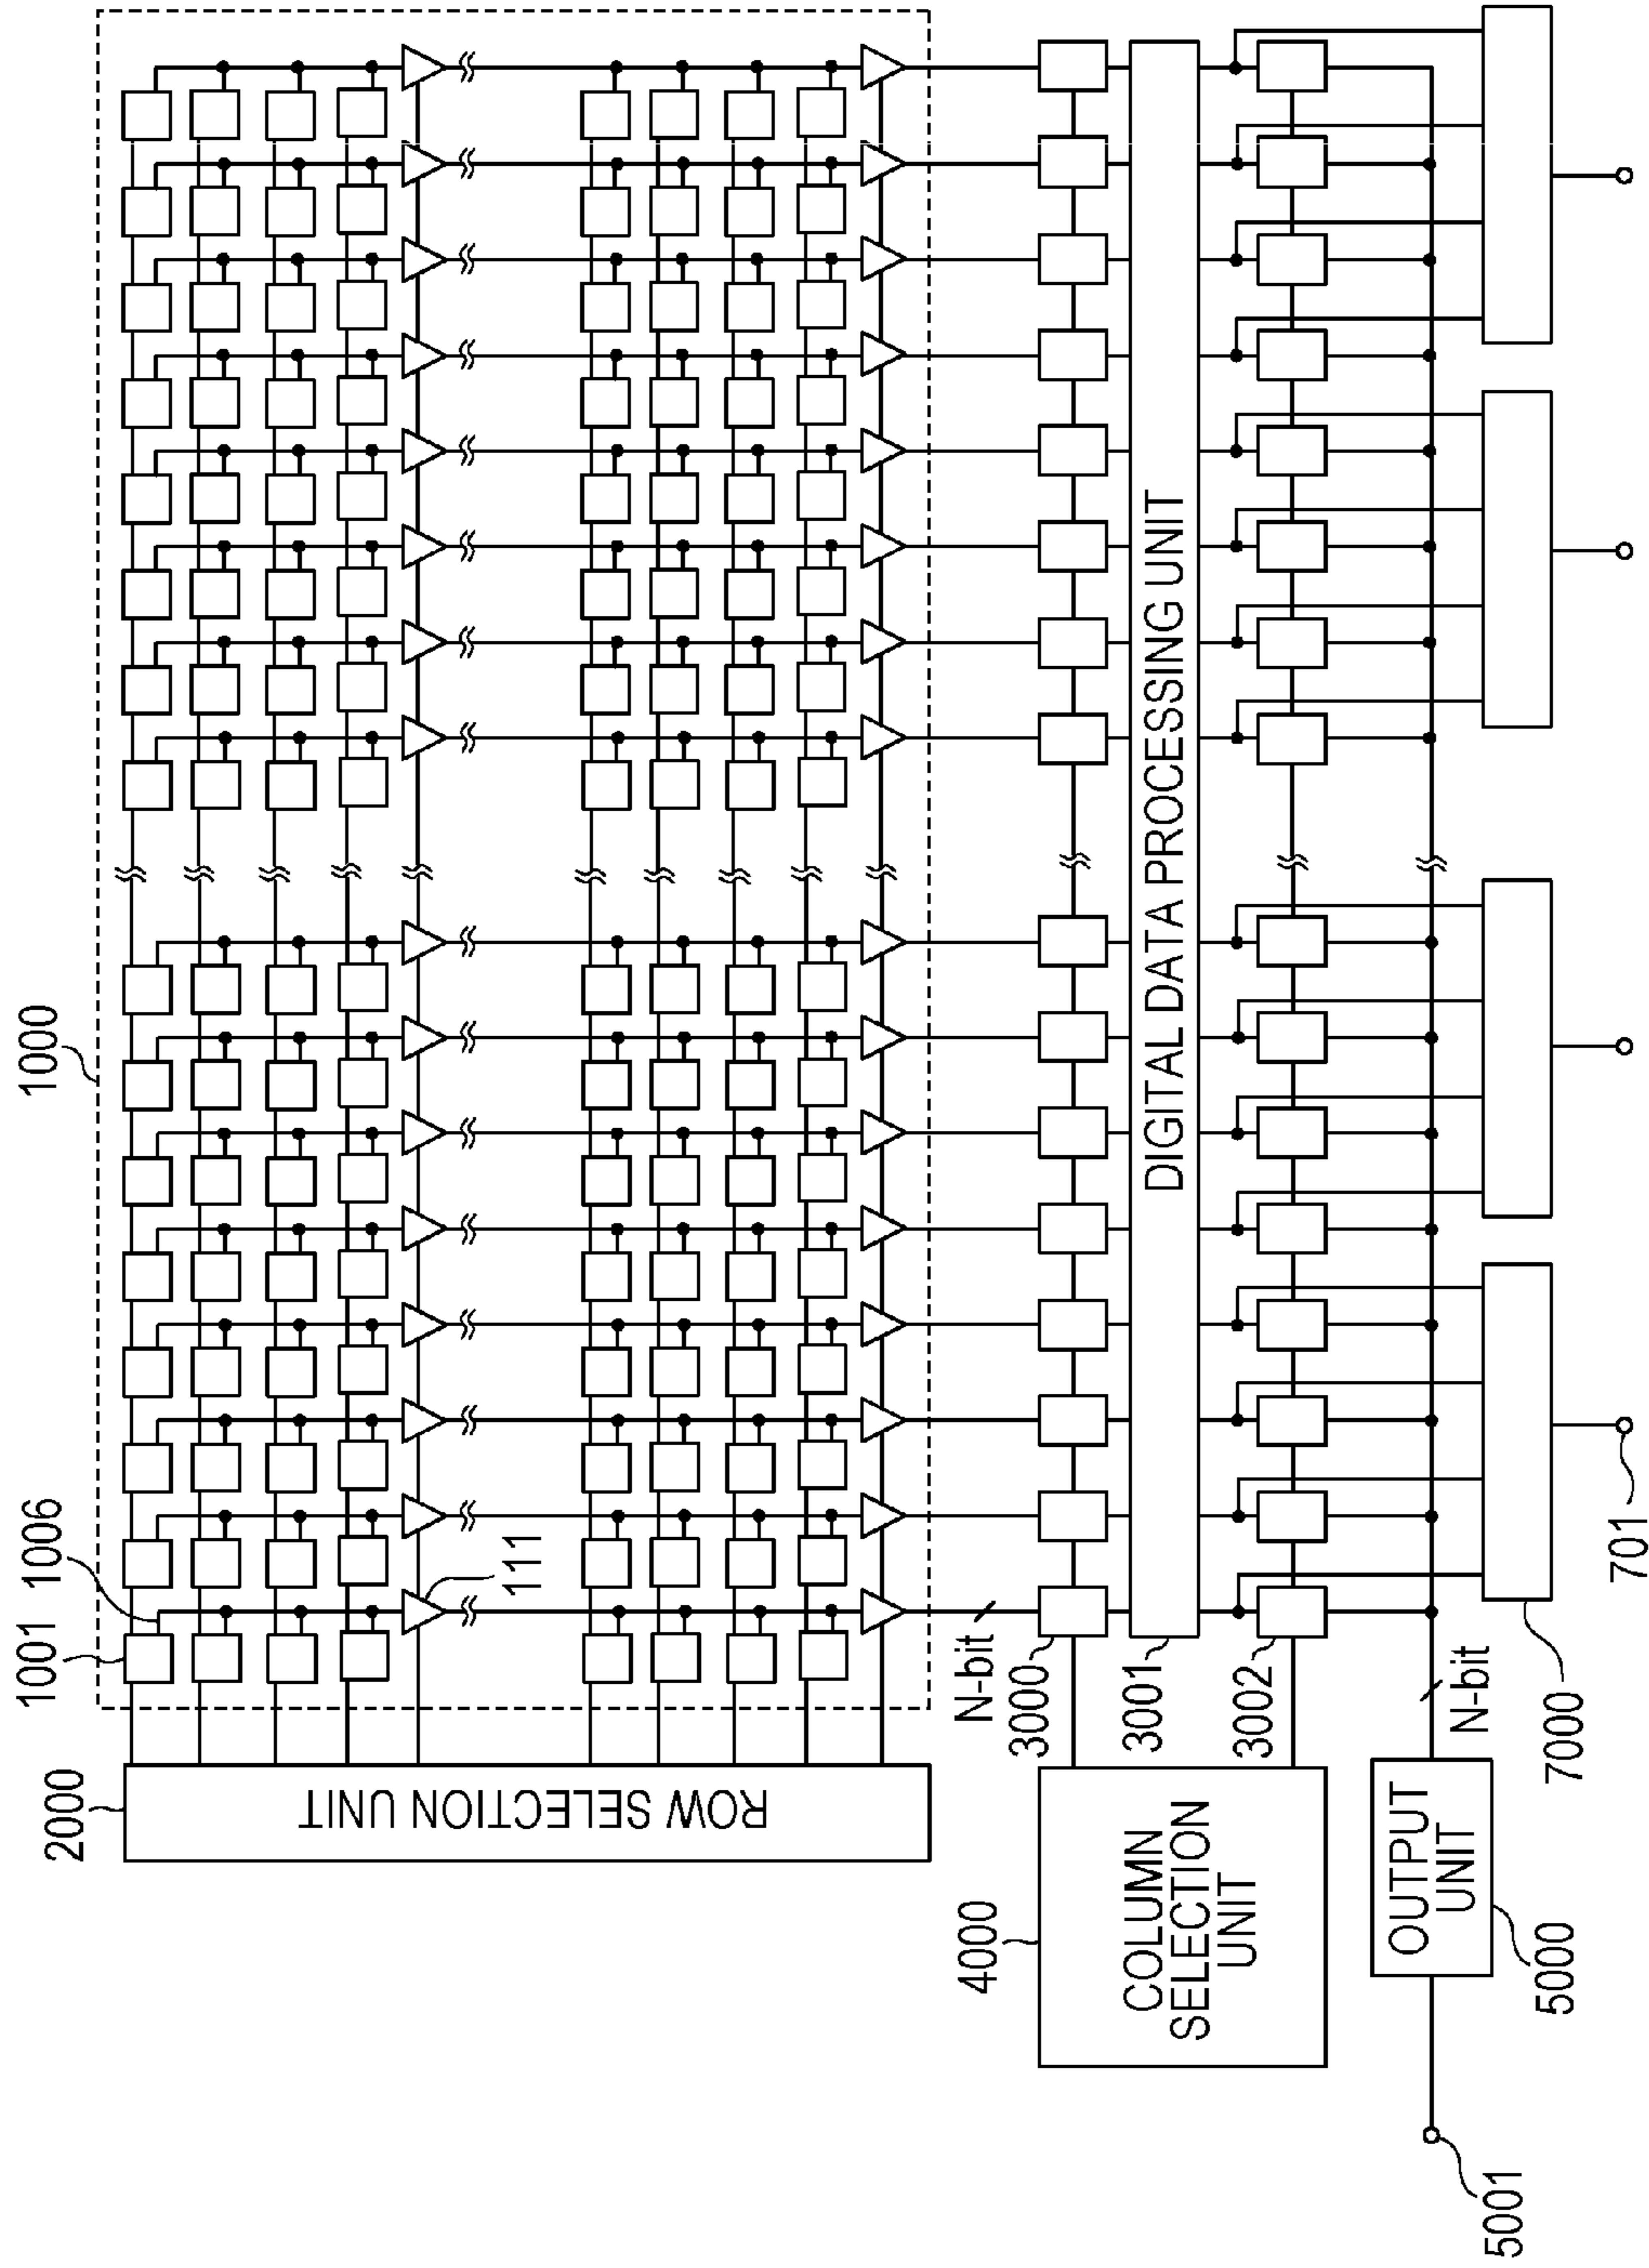 1000
1001
1006
111
2000
ROW SELECTION UNIT
N-bit
3000
3001
DIGITAL DATA PROCESSING UNIT
3002
4000
COLUMN
SELECTION
UNIT
N-bit
OUTPUT
UNIT
5000
5001
7000
701